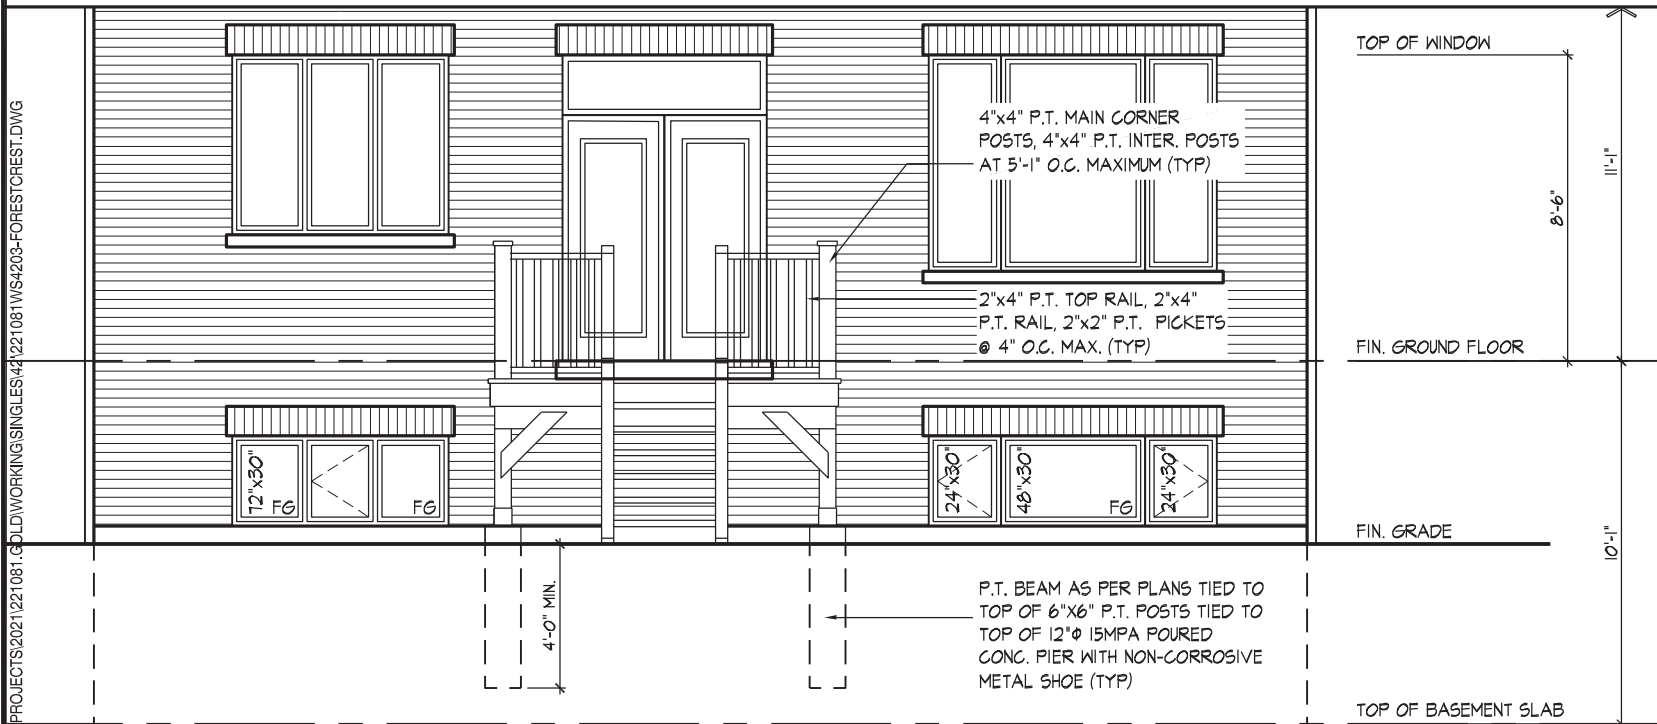 PROJECTS\2021\221081.GOLD\WORKING\SINGLES\42\221081WS4203-FORESTCREST.DWG
TOP OF WINDOW
4"x4" P.T. MAIN CORNER
POSTS, 4"x4" P.T. INTER. POSTS
AT 5'-1" O.C. MAXIMUM (TYP)
11'-1"
8'-6"
2"x4" P.T. TOP RAIL, 2"x4"
P.T. RAIL, 2"x2" P.T. PICKETS
@ 4" O.C. MAX. (TYP)
FIN. GROUND FLOOR
72"x30"
FG
FG
24"x30"
48"x30"
FG
24"x30"
FIN. GRADE
10'-1"
4'-0" MIN.
P.T. BEAM AS PER PLANS TIED TO
TOP OF 6"X6" P.T. POSTS TIED TO
TOP OF 12"Φ 15MPA POURED
CONC. PIER WITH NON-CORROSIVE
METAL SHOE (TYP)
TOP OF BASEMENT SLAB